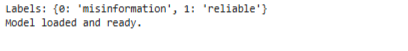 Labels: {0: 'misinformation', 1: 'reliable'}
Model loaded and ready.